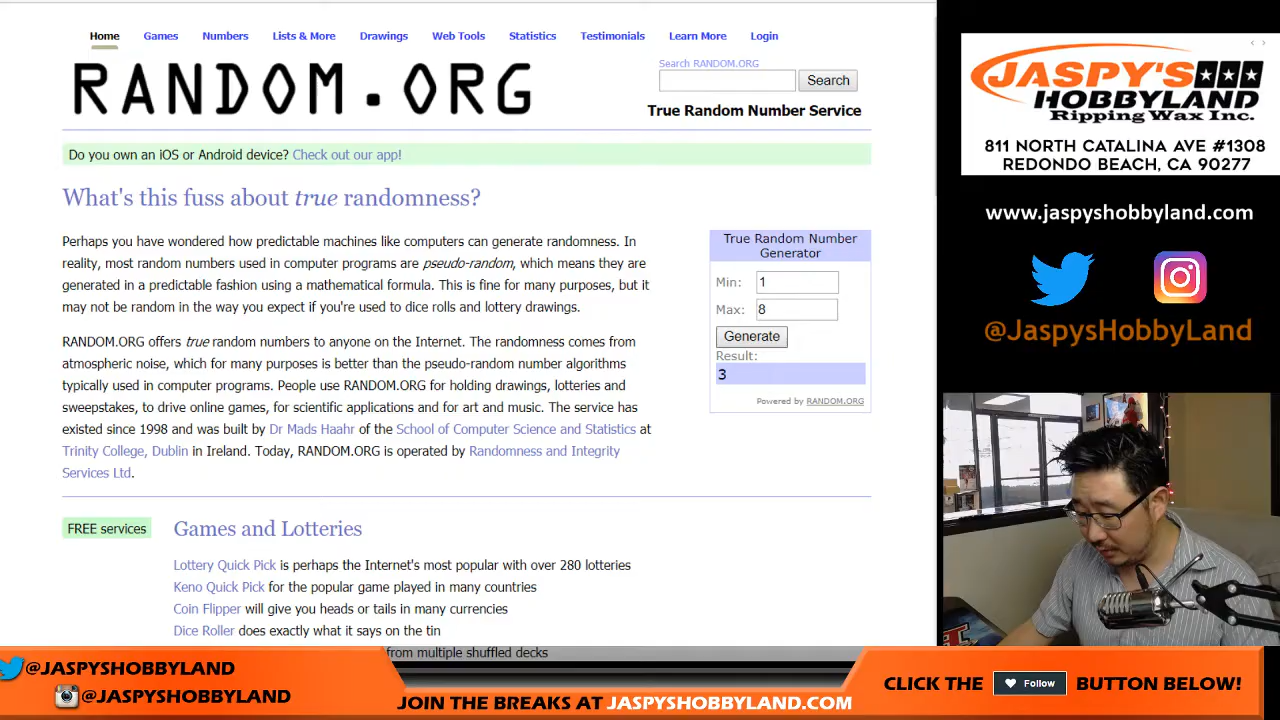 Home Games Numbers Lists & More Drawings Web Tools Statistics Testimonials Learn More Login
RANDOM.ORG
Search RANDOM.ORG
Search
True Random Number Service
Do you own an iOS or Android device? Check out our app!
What's this fuss about true randomness?
Perhaps you have wondered how predictable machines like computers can generate randomness. In
reality, most random numbers used in computer programs are pseudo-random, which means they are
generated in a predictable fashion using a mathematical formula. This is fine for many purposes, but it
may not be random in the way you expect if you're used to dice rolls and lottery drawings.
RANDOM.ORG offers true random numbers to anyone on the Internet. The randomness comes from
atmospheric noise, which for many purposes is better than the pseudo-random number algorithms
typically used in computer programs. People use RANDOM.ORG for holding drawings, lotteries and
sweepstakes, to drive online games, for scientific applications and for art and music. The service has
existed since 1998 and was built by Dr Mads Haahr of the School of Computer Science and Statistics at
Trinity College, Dublin in Ireland. Today, RANDOM.ORG is operated by Randomness and Integrity
Services Ltd.
True Random Number
Generator
Min: 1
Max: 8
Generate
Result:
3
Powered by RANDOM.ORG
FREE services
Games and Lotteries
Lottery Quick Pick is perhaps the Internet's most popular with over 280 lotteries
Keno Quick Pick for the popular game played in many countries
Coin Flipper will give you heads or tails in many currencies
Dice Roller does exactly what it says on the tin
from multiple shuffled decks
JASPY'S
HOBBYLAND
Ripping Wax Inc.
811 NORTH CATALINA AVE #1308
REDONDO BEACH, CA 90277
www.jaspyshobbyland.com
@JaspysHobbyLand
@JASPYSHOBBYLAND
@JASPYSHOBBYLAND
JOIN THE BREAKS AT JASPYSHOBBYLAND.COM
CLICK THE Follow BUTTON BELOW!